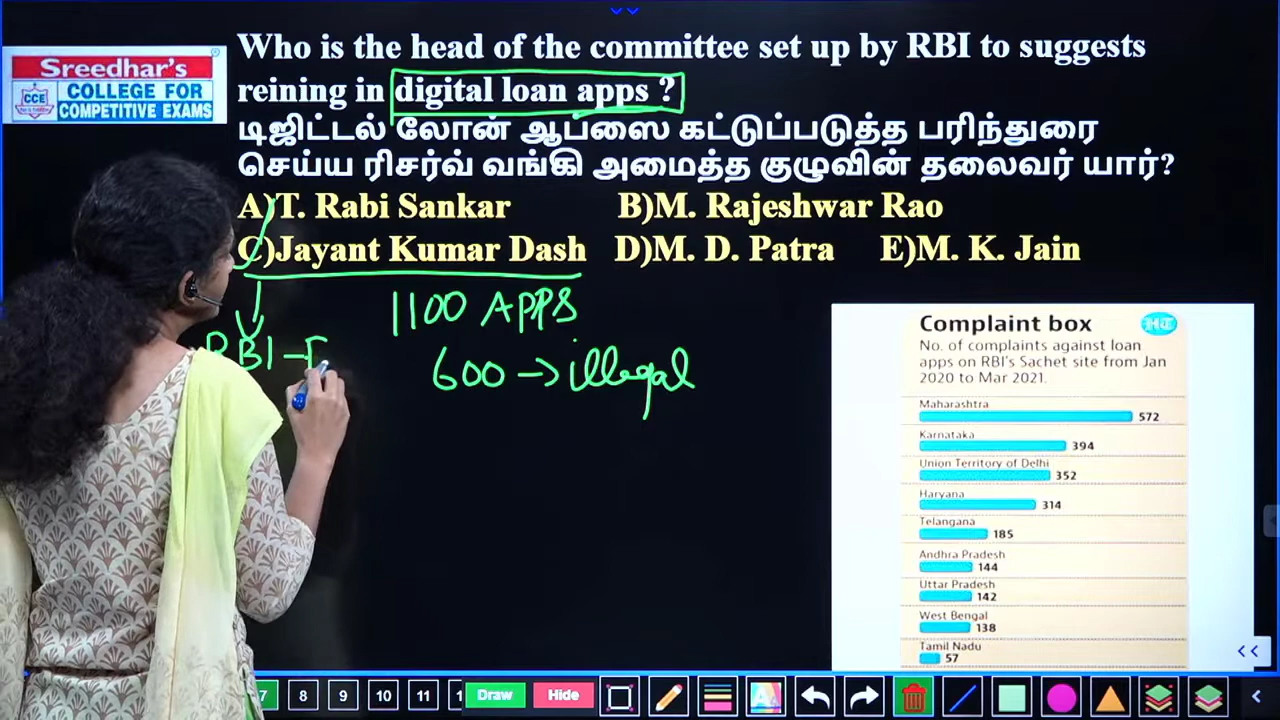 Who is the head of the committee set up by RBI to suggests
reining in digital loan apps ?
டிஜிட்டல் லோன் ஆப்ஸை கட்டுப்படுத்த பரிந்துரை
செய்ய ரிசர்வ் வங்கி அமைத்த குழுவின் தலைவர் யார்?
A)T. Rabi Sankar B)M. Rajeshwar Rao
C)Jayant Kumar Dash D)M. D. Patra E)M. K. Jain
Sreedhar's
CCE
COLLEGE FOR
COMPETITIVE EXAMS
1100 APPS
RBI –
600 → illegal
Complaint box
HT
No. of complaints against loan
apps on RBI's Sachet site from Jan
2020 to Mar 2021.
Maharashtra
572
Karnataka
394
Union Territory of Delhi
352
Haryana
314
Telangana
185
Andhra Pradesh
144
Uttar Pradesh
142
West Bengal
138
Tamil Nadu
57
7 8 9 10 11 Draw Hide